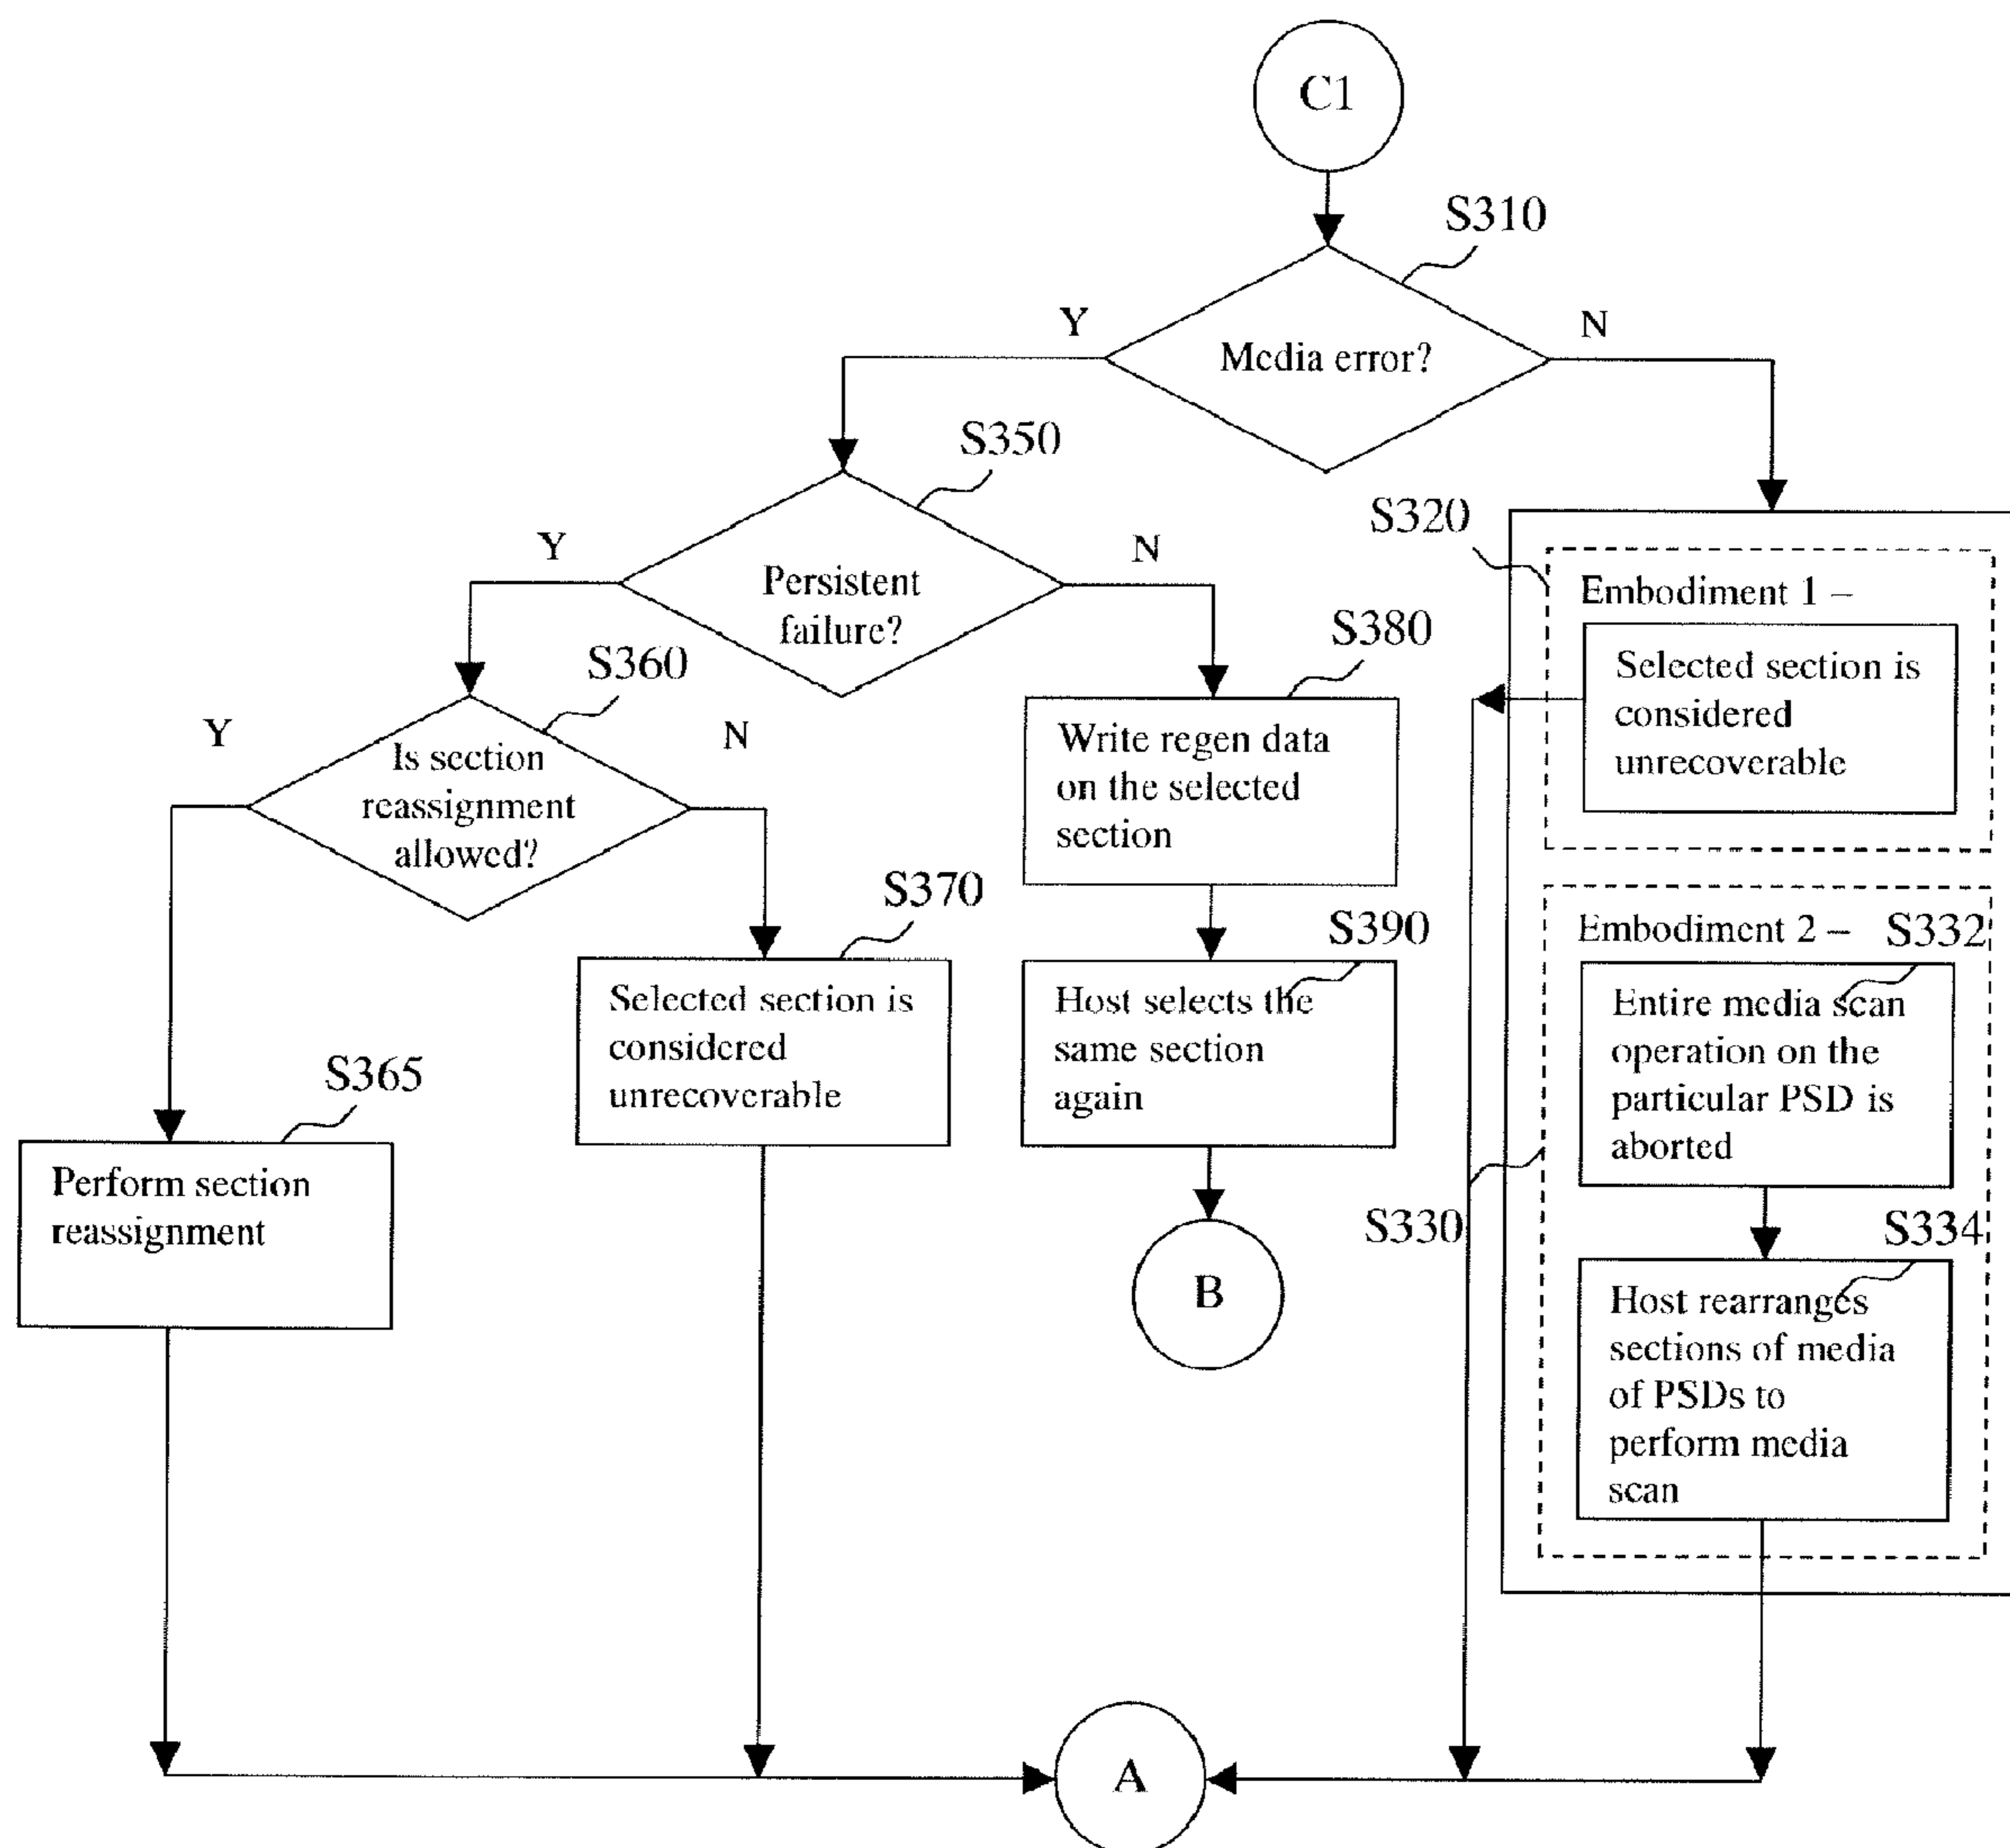 C1
S310
Y
N
Media error?
S350
S320
Y
N
Embodiment 1 –
Persistent
failure?
S380
Selected section is
considered
unrecoverable
S360
Y
N
Write regen data
on the selected
section
Is section
reassignment
allowed?
S370
S390
Embodiment 2 –
S332
Selected section is
considered
unrecoverable
Host selects the
same section
again
Entire media scan
operation on the
particular PSD is
aborted
S365
Perform section
reassignment
S330
S334
B
Host rearranges
sections of media
of PSDs to
perform media
scan
A